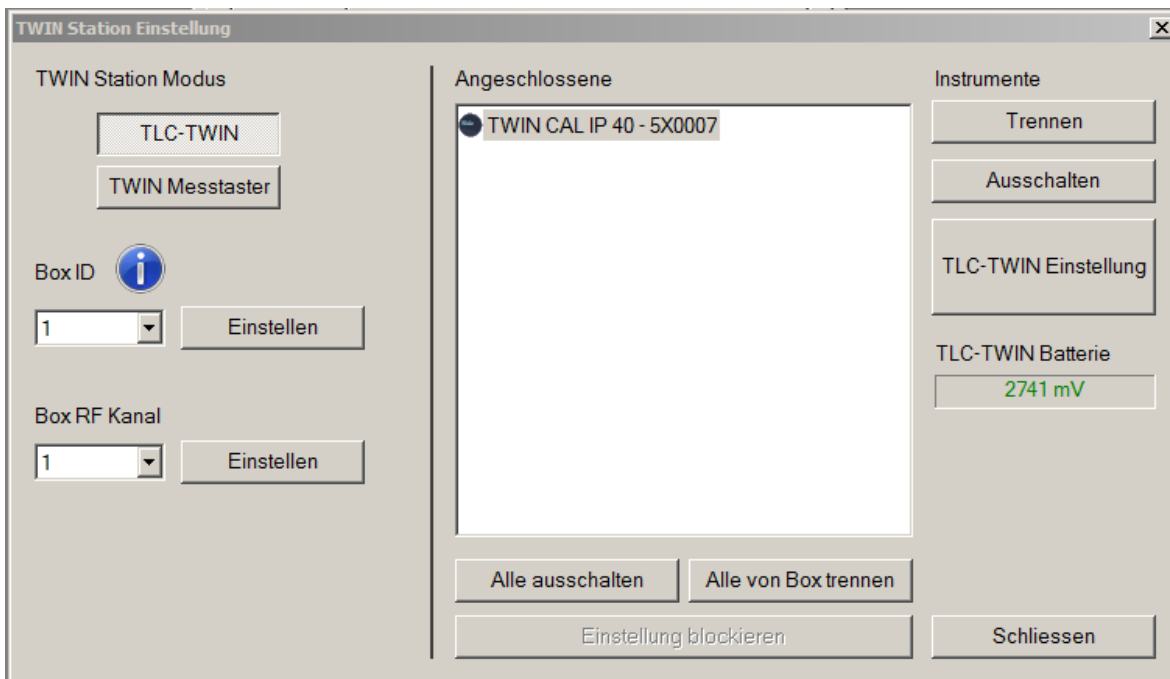 TWIN Station Einstellung
TWIN Station Modus
TLC-TWIN
TWIN Messtaster
Box ID
1
Einstellen
Box RF Kanal
1
Einstellen
Angeschlossene
TWIN CAL IP 40 - 5X0007
Alle ausschalten
Alle von Box trennen
Einstellung blockieren
Instrumente
Trennen
Ausschalten
TLC-TWIN Einstellung
TLC-TWIN Batterie
2741 mV
Schliessen